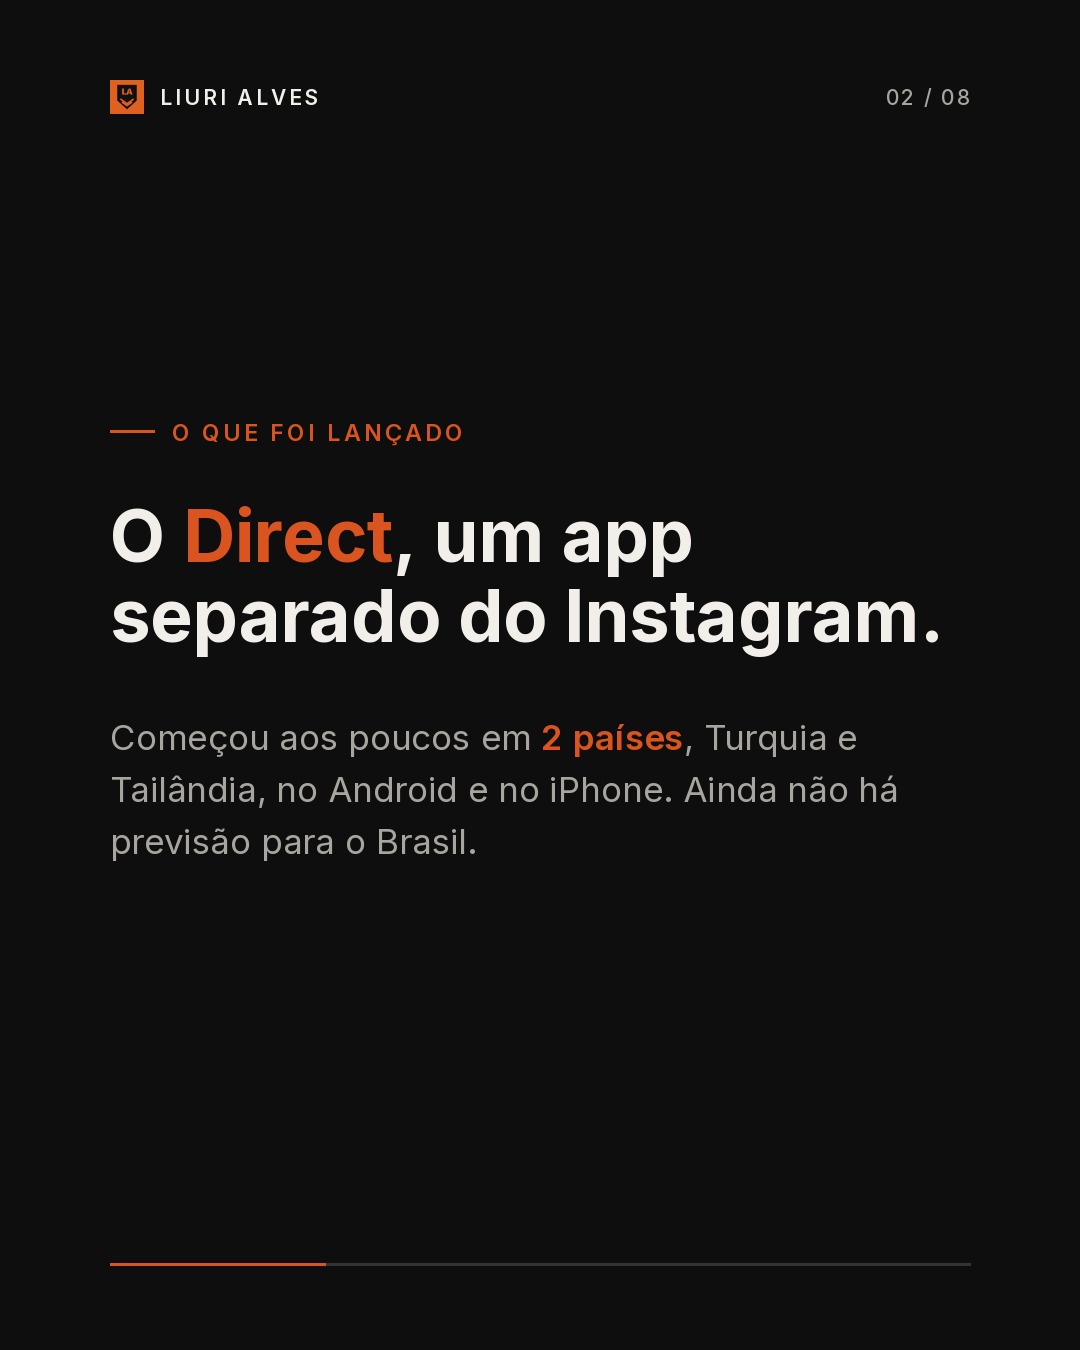 LA
LIURI ALVES
02 / 08
O QUE FOI LANÇADO
O Direct, um app
separado do Instagram.
Começou aos poucos em 2 países, Turquia e
Tailândia, no Android e no iPhone. Ainda não há
previsão para o Brasil.